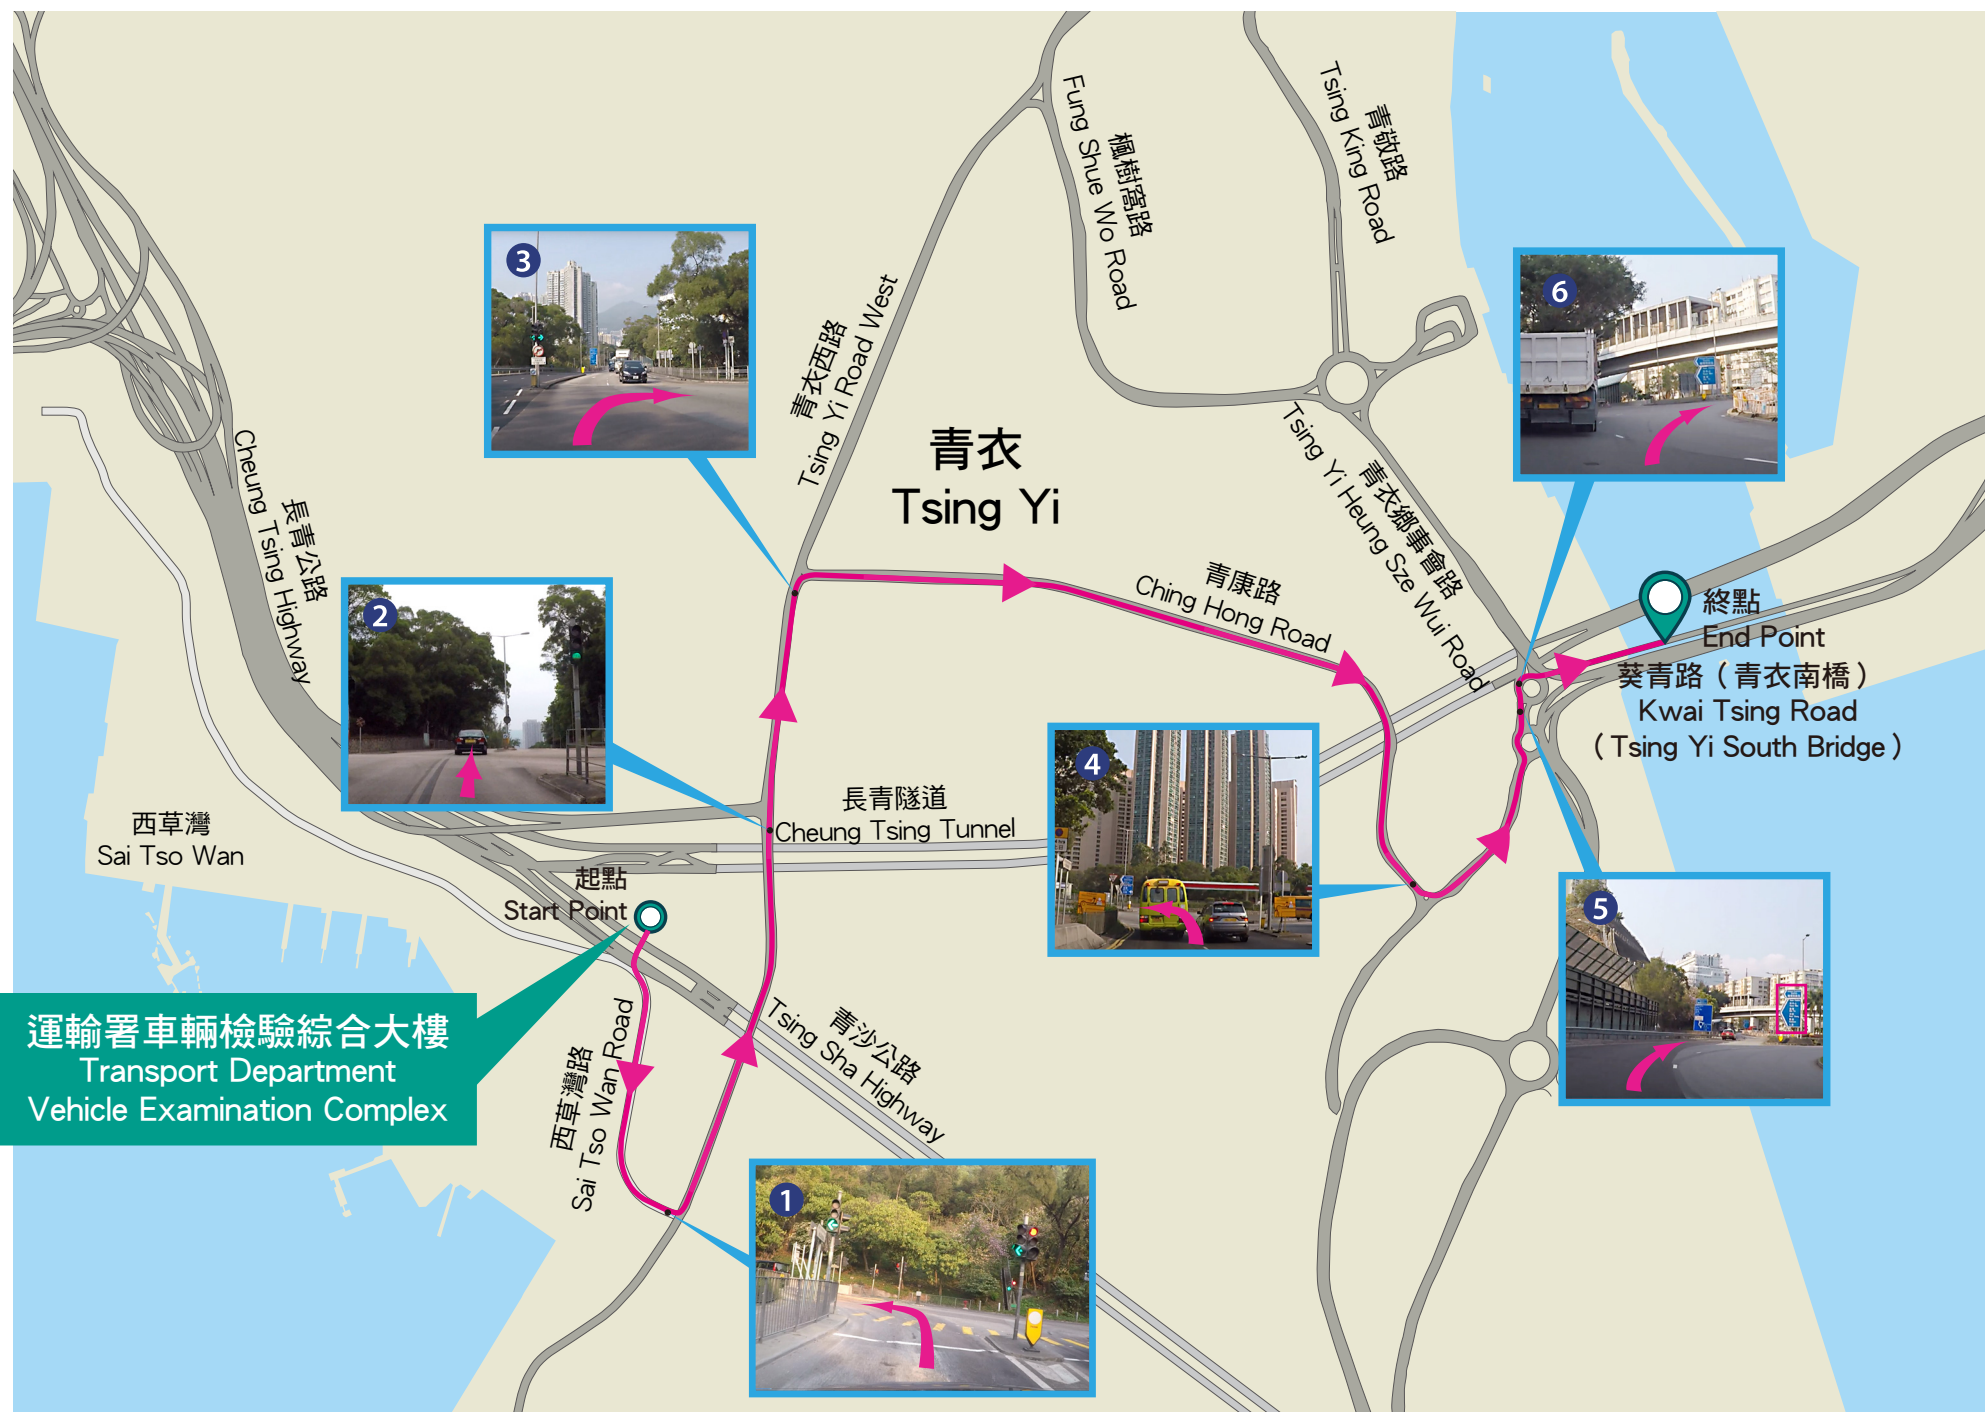 青敬路
Tsing King Road
楓樹窩路
Fung Shue Wo Road
3
6
青衣西路
Tsing Yi Road West
青衣
Tsing Yi
青衣鄉事會路
Tsing Yi Heung Sze Wui Road
長青公路
Cheung Tsing Highway
青康路
Ching Hong Road
2
終點
End Point
葵青路（青衣南橋）
Kwai Tsing Road
（Tsing Yi South Bridge）
4
長青隧道
Cheung Tsing Tunnel
西草灣
Sai Tso Wan
起點
Start Point
5
運輸署車輛檢驗綜合大樓
Transport Department
Vehicle Examination Complex
青沙公路
Tsing Sha Highway
西草灣路
Sai Tso Wan Road
1